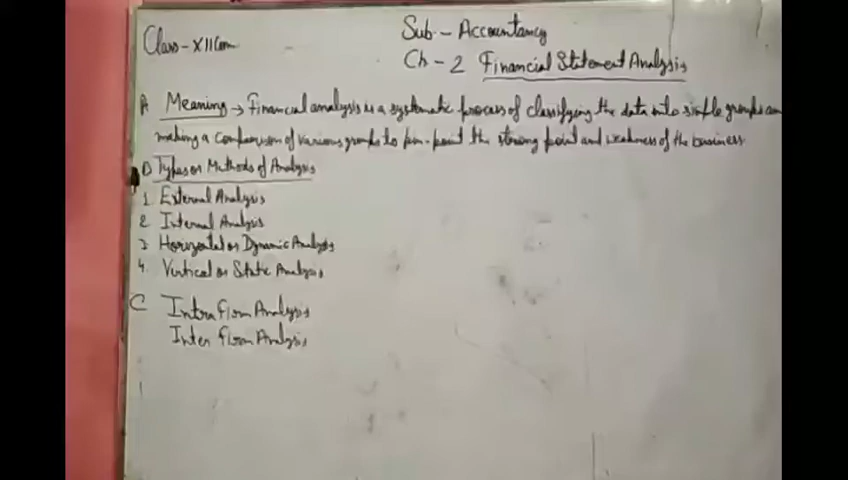 Class - XII Com
Sub:- Accountancy
Ch - 2 Financial Statement Analysis
A Meaning → Financial analysis is a systematic process of classifying the data into simple groups and
making a comparison of various groups to pin-point the strong point and weakness of the business
B Types or Methods of Analysis
1 External Analysis
2 Internal Analysis
3 Horizontal or Dynamic Analysis
4. Vertical or Static Analysis
C Intra firm Analysis
Inter firm Analysis